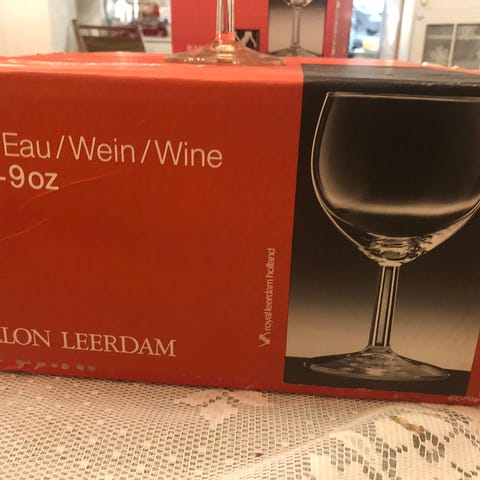 Eau/Wein/Wine
-9oz
royal leerdam holland
LLON LEERDAM